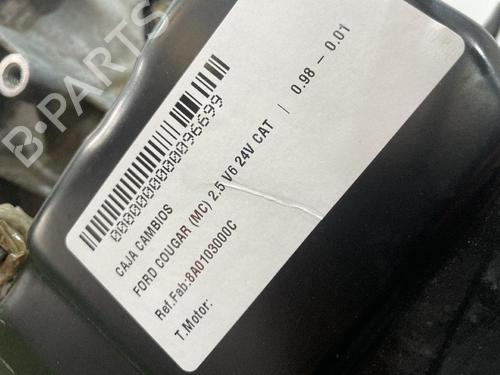 B-PARTS
0000000000096699
CAJA CAMBIOS
FORD COUGAR (MC) 2.5 V6 24V CAT | 0.98 - 0.01
Ref.Fab:8A0103000C
T.Motor: